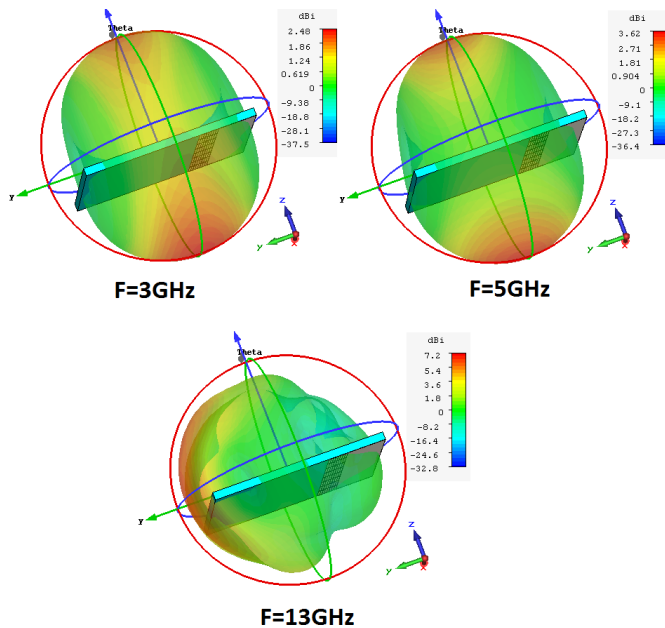 dBi
2.48
1.86
1.24
0.619
0
-9.38
-18.8
-28.1
-37.5
Theta
y
z
y
x
F=3GHz
dBi
3.62
2.71
1.81
0.904
0
-9.1
-18.2
-27.3
-36.4
Theta
y
z
y
x
F=5GHz
dBi
7.2
5.4
3.6
1.8
0
-8.2
-16.4
-24.6
-32.8
Theta
y
z
y
x
F=13GHz